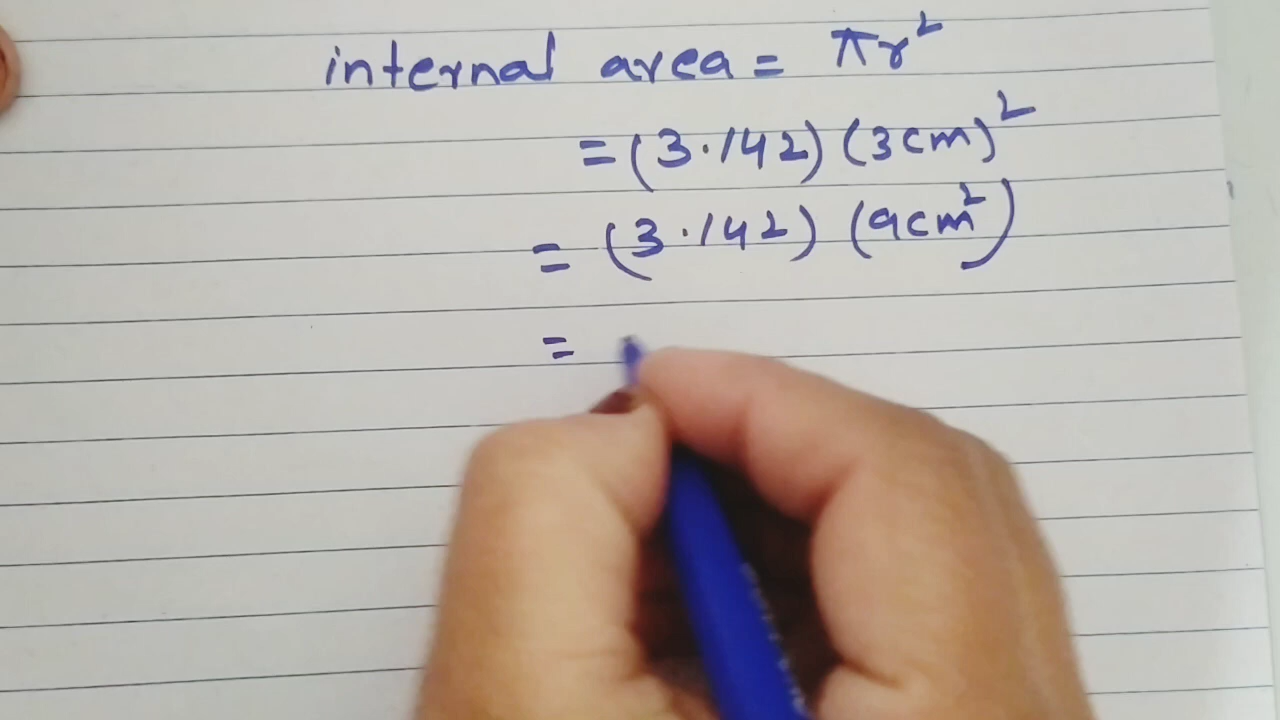 internal area = πr²
= (3.142) (3cm)²
= (3.142) (9cm²)
=